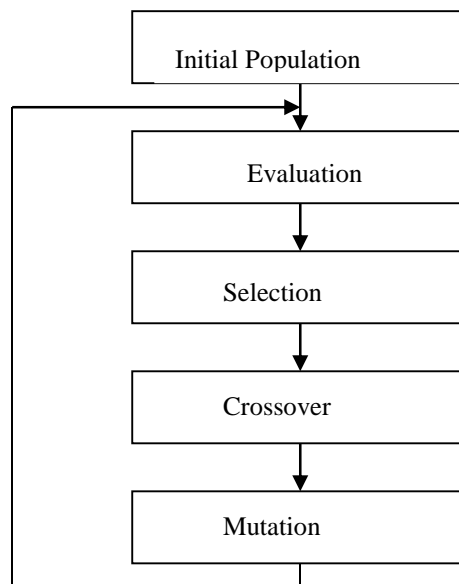 Initial Population
Evaluation
Selection
Crossover
Mutation